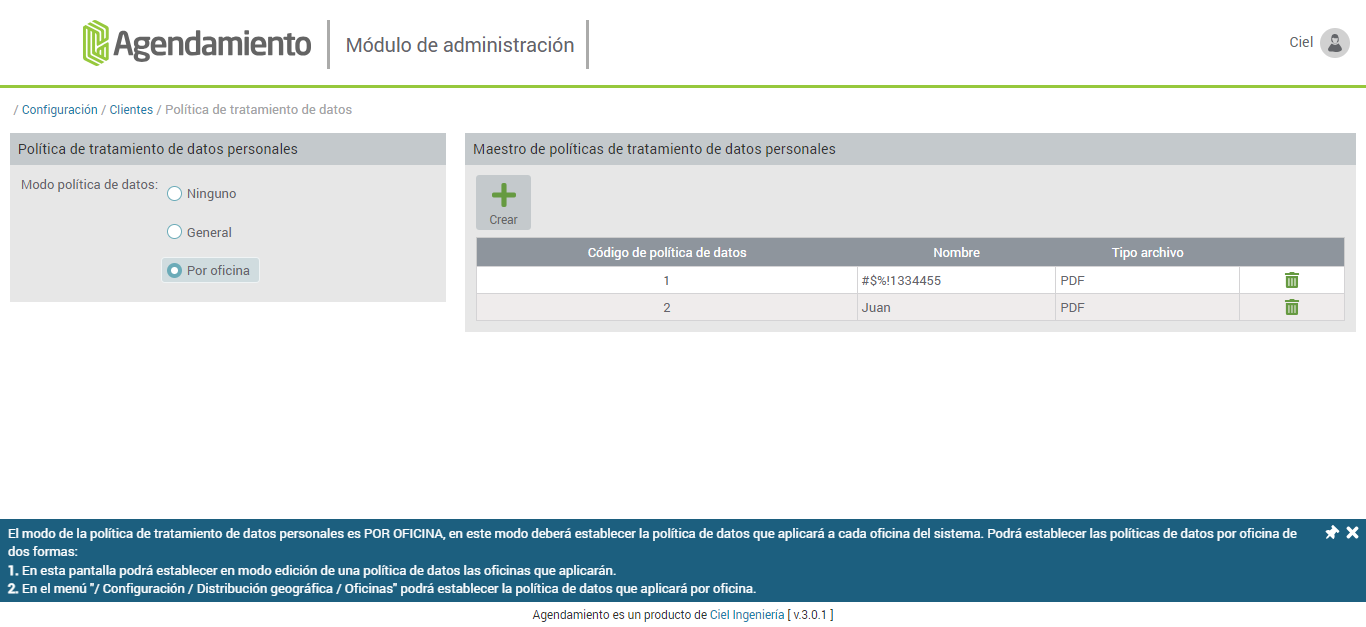 Agendamiento
Módulo de administración
Ciel
/ Configuración / Clientes / Política de tratamiento de datos
Política de tratamiento de datos personales
Modo política de datos:
Ninguno
General
Por oficina
Maestro de políticas de tratamiento de datos personales
Crear
Código de política de datos Nombre Tipo archivo
1 #$%!1334455 PDF
2 Juan PDF
El modo de la política de tratamiento de datos personales es POR OFICINA, en este modo deberá establecer la política de datos que aplicará a cada oficina del sistema. Podrá establecer las políticas de datos por oficina de
dos formas:
1. En esta pantalla podrá establecer en modo edición de una política de datos las oficinas que aplicarán.
2. En el menú "/ Configuración / Distribución geográfica / Oficinas" podrá establecer la política de datos que aplicará por oficina.
Agendamiento es un producto de Ciel Ingeniería [ v.3.0.1 ]